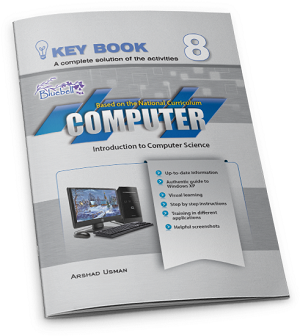 KEY BOOK 8
A complete solution of the activities
Bluebell
Based on the National Curriculum
COMPUTER
Introduction to Computer Science
Up-to-date information
Authentic guide to
Windows XP
Visual learning
Step by step instructions
Training in different
applications
Helpful screenshots
ARSHAD USMAN